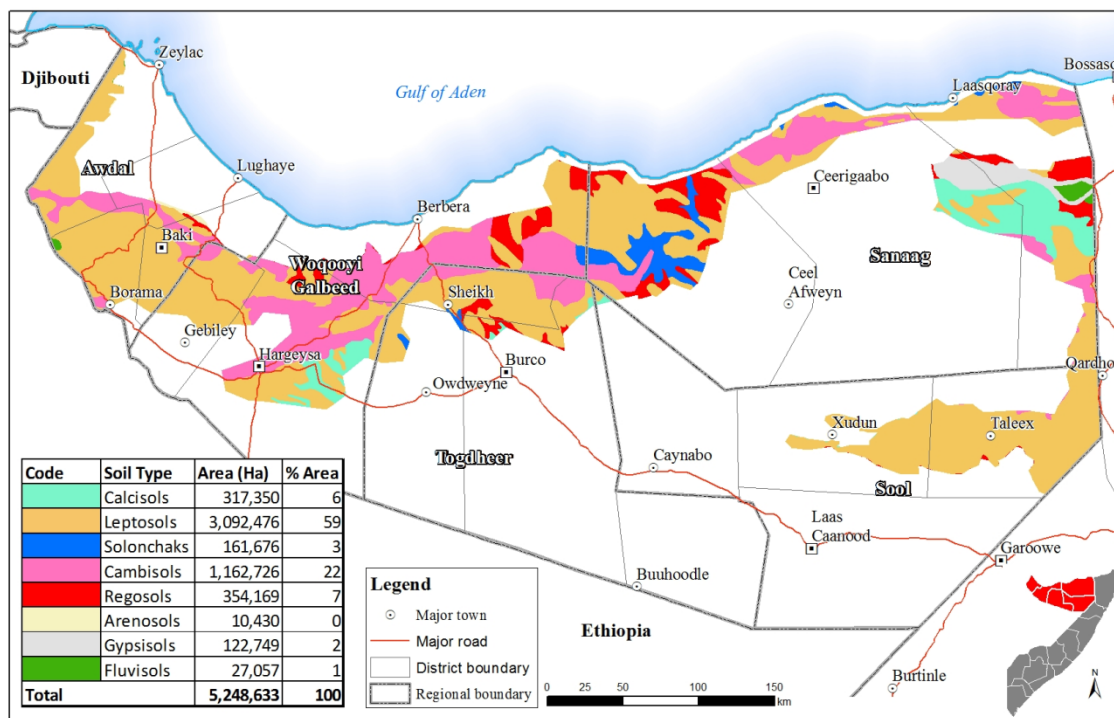 Zeylac
Djibouti
Bossaso
Gulf of Aden
Laasqoray
Awdal
Lughaye
Ceerigaabo
Berbera
Baki
Woqooyi
Galbeed
Sanaag
Ceel
Afweyn
Borama
Sheikh
Gebiley
Hargeysa
Burco
Qardho
Owdweyne
Xudun
Taleex
Togdheer
Caynabo
Sool
Laas
Caanood
Garoowe
Buuhoodle
Ethiopia
Burtinle
Code Soil Type Area (Ha) % Area
Calcisols 317,350 6
Leptosols 3,092,476 59
Solonchaks 161,676 3
Cambisols 1,162,726 22
Regosols 354,169 7
Arenosols 10,430 0
Gypsisols 122,749 2
Fluvisols 27,057 1
Total 5,248,633 100
Legend
Major town
Major road
District boundary
Regional boundary
0 25 50 100 150
km
N